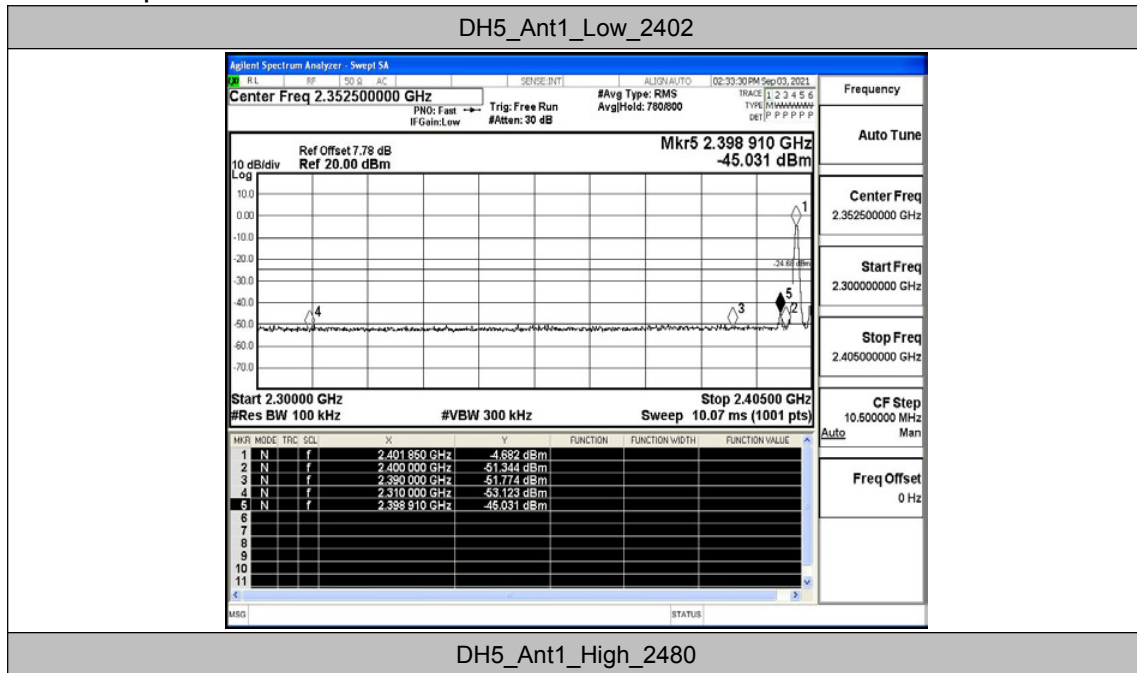 DH5_Ant1_Low_2402
Agilent Spectrum Analyzer - Swept SA
RL RF 50 Ω AC SENSE:INT ALIGN AUTO 02:33:30 PM Sep 03, 2021
Center Freq 2.352500000 GHz
PNO: Fast
IFGain:Low
Trig: Free Run
#Atten: 30 dB
#Avg Type: RMS
Avg|Hold: 780/800
TRACE 1 2 3 4 5 6
TYPE MWWWWW
DET P P P P P P
Ref Offset 7.78 dB
10 dB/div Ref 20.00 dBm
Log
Mkr5 2.398 910 GHz
-45.031 dBm
10.0
0.00
-10.0
-20.0
-30.0
-40.0
-50.0
-60.0
-70.0
1
-24.68 dBm
5
4
3
2
Start 2.30000 GHz Stop 2.40500 GHz
#Res BW 100 kHz #VBW 300 kHz Sweep 10.07 ms (1001 pts)
MKR MODE TRC SCL X Y FUNCTION FUNCTION WIDTH FUNCTION VALUE
1 N f 2.401 850 GHz -4.682 dBm
2 N f 2.400 000 GHz -51.344 dBm
3 N f 2.390 000 GHz -51.774 dBm
4 N f 2.310 000 GHz -53.123 dBm
5 N f 2.398 910 GHz -45.031 dBm
6
7
8
9
10
11
MSG STATUS
Frequency
Auto Tune
Center Freq
2.352500000 GHz
Start Freq
2.300000000 GHz
Stop Freq
2.405000000 GHz
CF Step
10.500000 MHz
Auto Man
Freq Offset
0 Hz
DH5_Ant1_High_2480